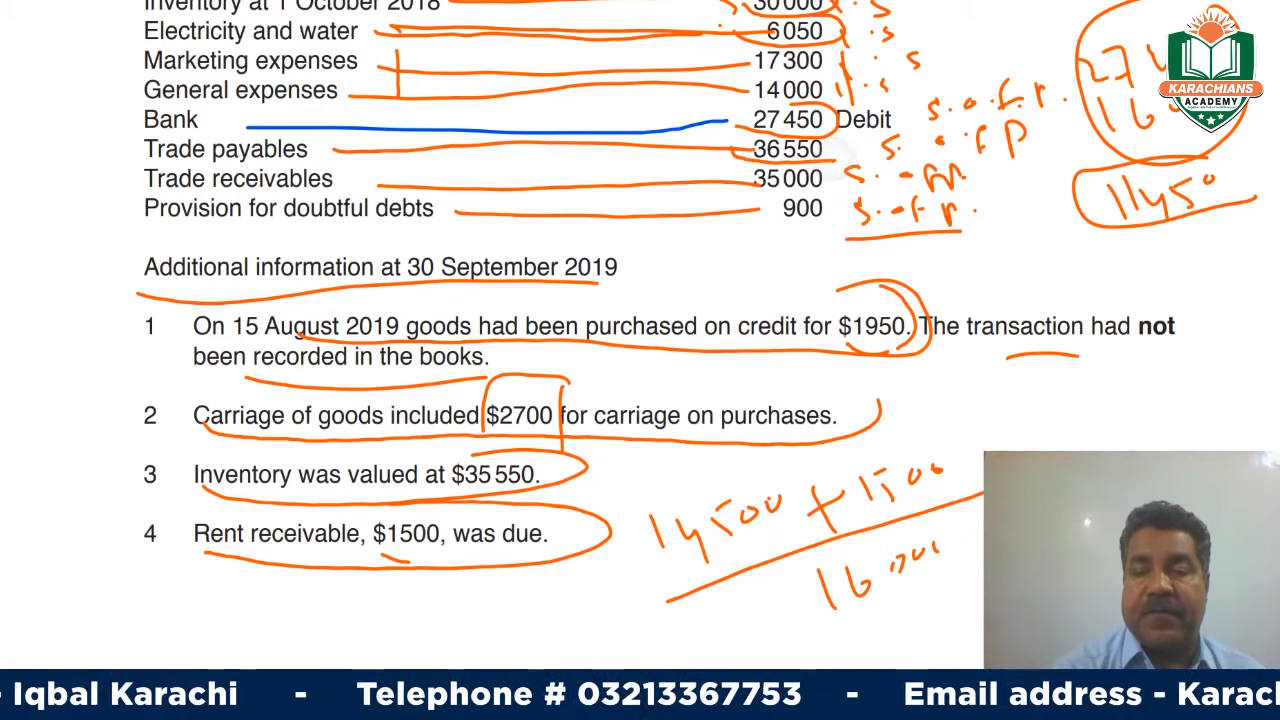 Inventory at 1 October 2018 30 000 I.S
Electricity and water 6 050 I.S
Marketing expenses 17 300 I.S
General expenses 14 000 I.S
Bank 27 450 Debit S.O.F.P.
Trade payables 36 550 S.O.F.P
Trade receivables 35 000 S.O.F.P.
Provision for doubtful debts 900 S.O.F.P.
KARACHIANS
ACADEMY
11450
Additional information at 30 September 2019
1 On 15 August 2019 goods had been purchased on credit for $1950. The transaction had not
been recorded in the books.
2 Carriage of goods included $2700 for carriage on purchases.
3 Inventory was valued at $35 550.
4 Rent receivable, $1500, was due.
14500 + 1500
16000
- Iqbal Karachi - Telephone # 03213367753 - Email address - Karach